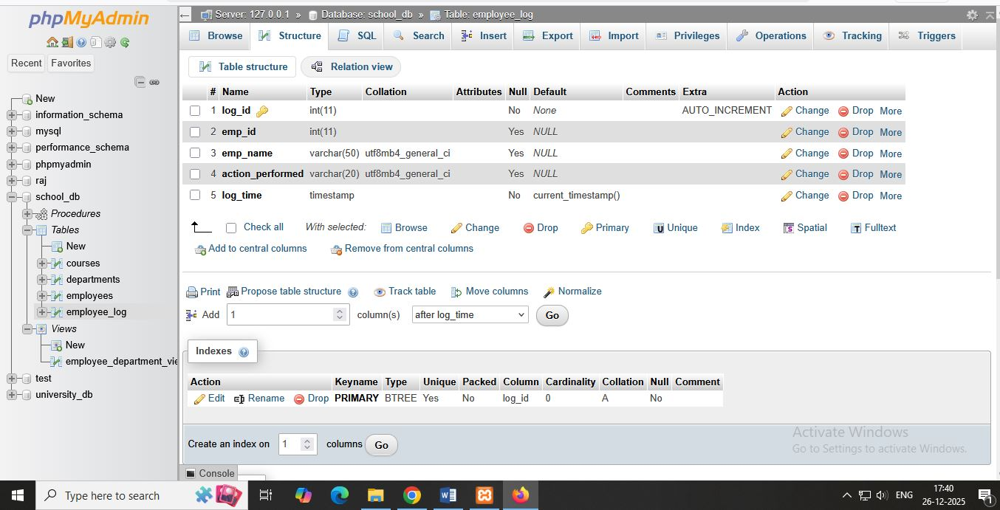 phpMyAdmin
Server: 127.0.0.1 » Database: school_db » Table: employee_log
Browse Structure SQL Search Insert Export Import Privileges Operations Tracking Triggers
Recent Favorites
New
information_schema
mysql
performance_schema
phpmyadmin
raj
school_db
Procedures
Tables
New
courses
departments
employees
employee_log
Views
New
employee_department_vie
test
university_db
Table structure Relation view
# Name Type Collation Attributes Null Default Comments Extra Action
1 log_id int(11) No None AUTO_INCREMENT Change Drop More
2 emp_id int(11) Yes NULL Change Drop More
3 emp_name varchar(50) utf8mb4_general_ci Yes NULL Change Drop More
4 action_performed varchar(20) utf8mb4_general_ci Yes NULL Change Drop More
5 log_time timestamp No current_timestamp() Change Drop More
Check all With selected: Browse Change Drop Primary Unique Index Spatial Fulltext
Add to central columns Remove from central columns
Print Propose table structure Track table Move columns Normalize
Add 1 column(s) after log_time Go
Indexes
Action Keyname Type Unique Packed Column Cardinality Collation Null Comment
Edit Rename Drop PRIMARY BTREE Yes No log_id 0 A No
Create an index on 1 columns Go
Activate Windows
Go to Settings to activate Windows.
Console
Type here to search
ENG
17:40
26-12-2025
1